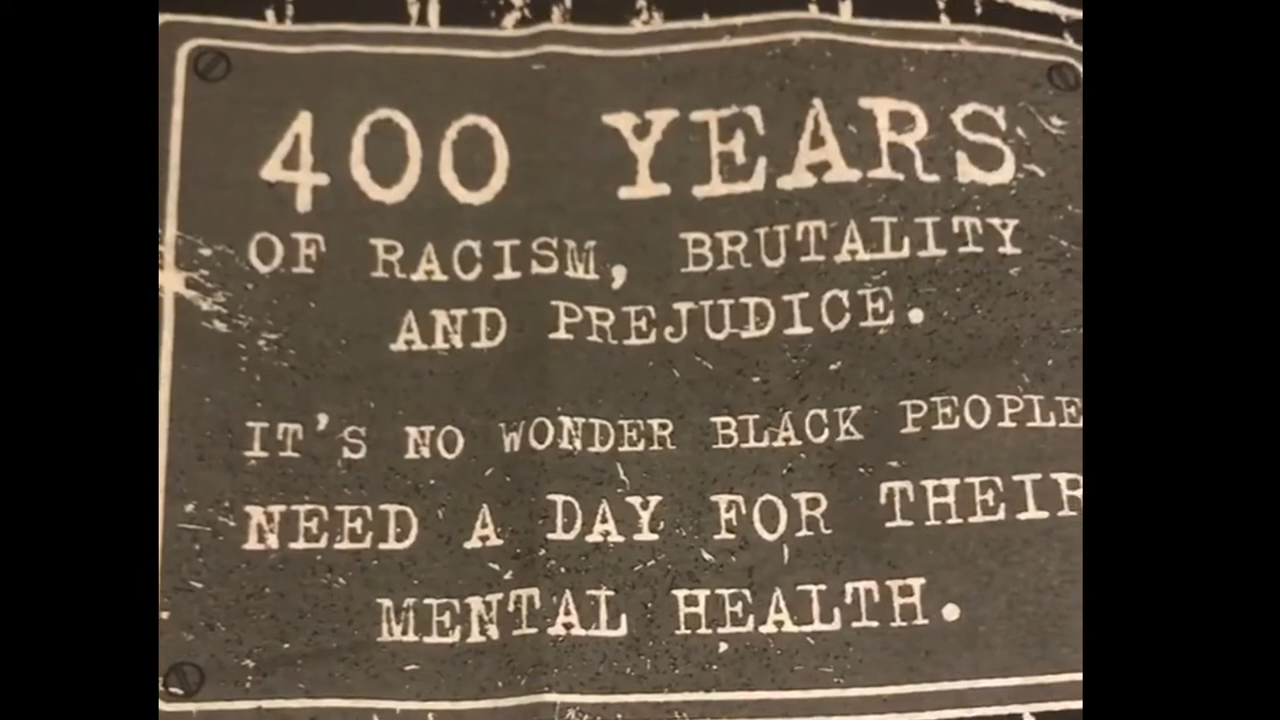 400 YEARS
OF RACISM, BRUTALITY
AND PREJUDICE.
IT'S NO WONDER BLACK PEOPLE
NEED A DAY FOR THEIR
MENTAL HEALTH.